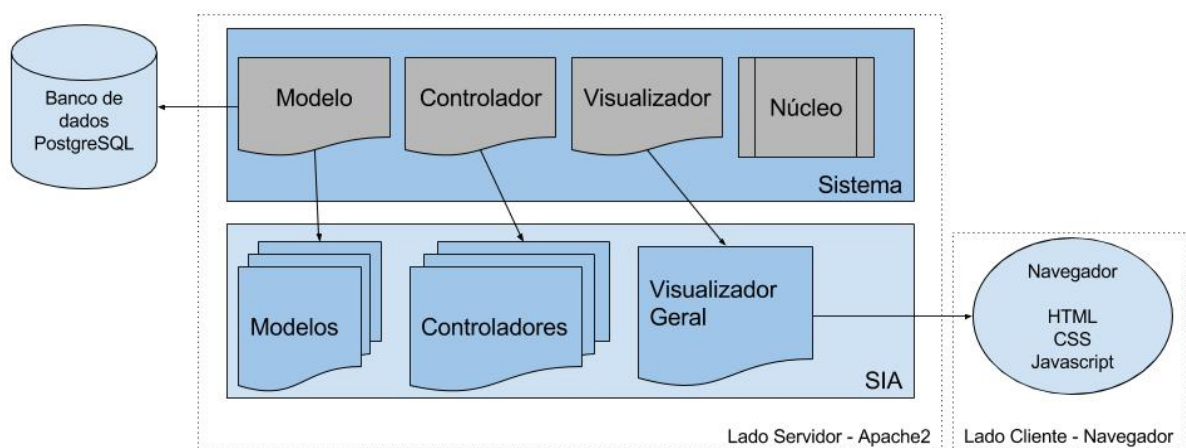 Banco de
dados
PostgreSQL
Modelo
Controlador
Visualizador
Núcleo
Sistema
Modelos
Controladores
Visualizador
Geral
SIA
Lado Servidor - Apache2
Navegador
HTML
CSS
Javascript
Lado Cliente - Navegador